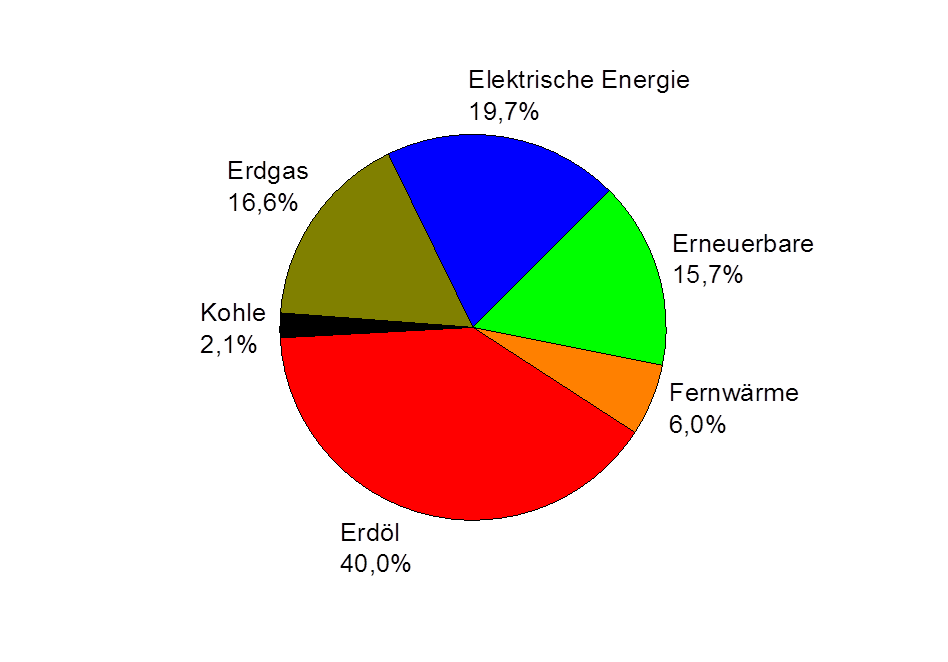 Elektrische Energie
19,7%
Erdgas
16,6%
Erneuerbare
15,7%
Kohle
2,1%
Fernwärme
6,0%
Erdöl
40,0%